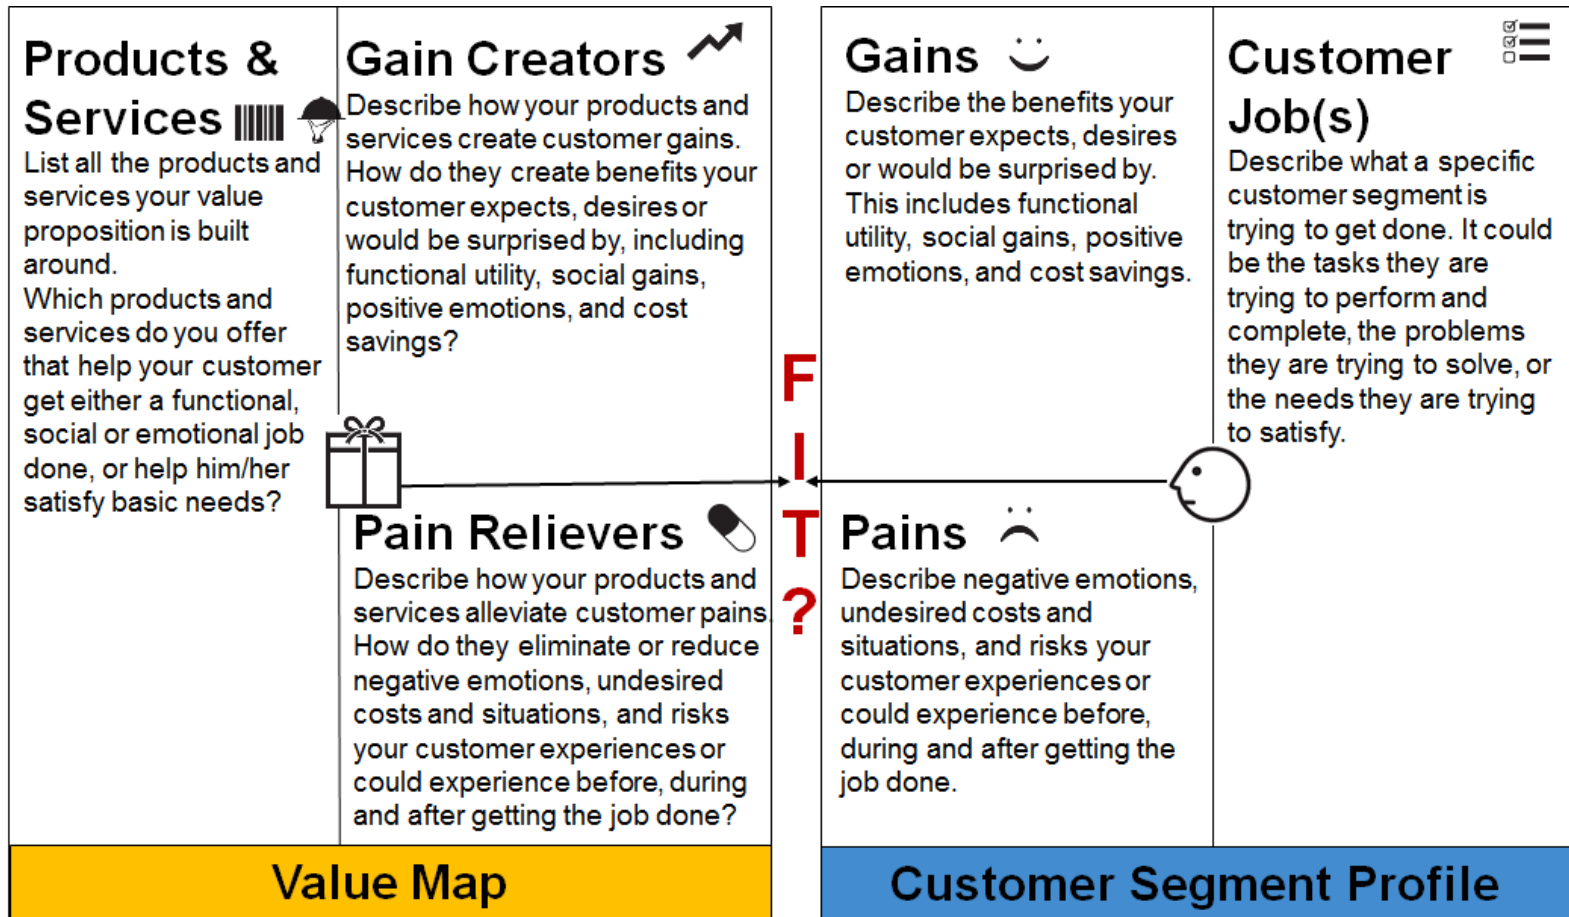 Products &
Services
List all the products and
services your value
proposition is built
around.
Which products and
services do you offer
that help your customer
get either a functional,
social or emotional job
done, or help him/her
satisfy basic needs?
Gain Creators
Describe how your products and
services create customer gains.
How do they create benefits your
customer expects, desires or
would be surprised by, including
functional utility, social gains,
positive emotions, and cost
savings?
Pain Relievers
Describe how your products and
services alleviate customer pains.
How do they eliminate or reduce
negative emotions, undesired
costs and situations, and risks
your customer experiences or
could experience before, during
and after getting the job done?
Value Map
F
I
T
?
Gains
Describe the benefits your
customer expects, desires
or would be surprised by.
This includes functional
utility, social gains, positive
emotions, and cost savings.
Pains
Describe negative emotions,
undesired costs and
situations, and risks your
customer experiences or
could experience before,
during and after getting the
job done.
Customer
Job(s)
Describe what a specific
customer segment is
trying to get done. It could
be the tasks they are
trying to perform and
complete, the problems
they are trying to solve, or
the needs they are trying
to satisfy.
Customer Segment Profile